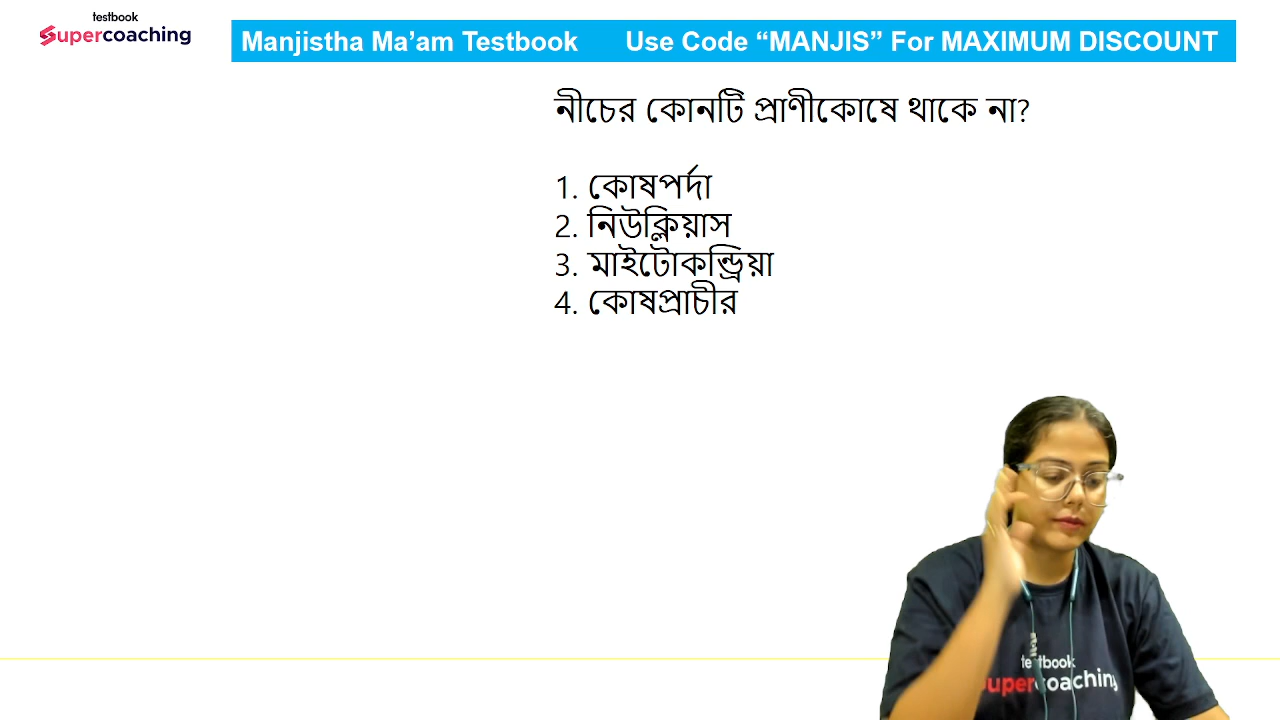 testbook
Supercoaching
Manjistha Ma’am Testbook Use Code “MANJIS” For MAXIMUM DISCOUNT
নীচের কোনটি প্রাণীকোষে থাকে না?
1. কোষপর্দা
2. নিউক্লিয়াস
3. মাইটোকন্ড্রিয়া
4. কোষপ্রাচীর
testbook
Supercoaching